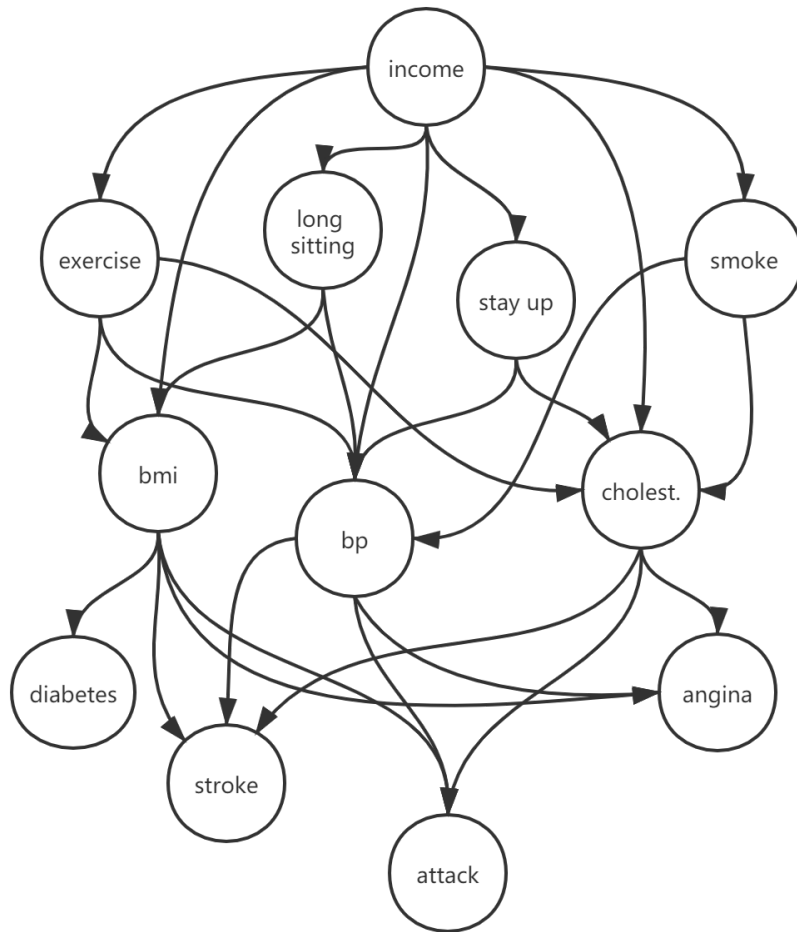 income
long
sitting
exercise
smoke
stay up
bmi
cholest.
bp
diabetes
angina
stroke
attack